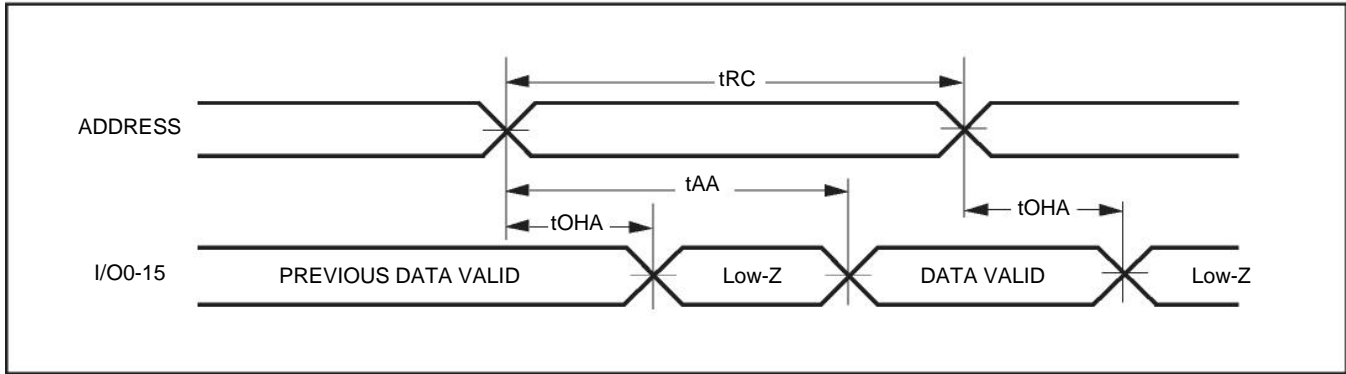 tRC
ADDRESS
tAA
tOHA
tOHA
I/O0-15
PREVIOUS DATA VALID
Low-Z
DATA VALID
Low-Z